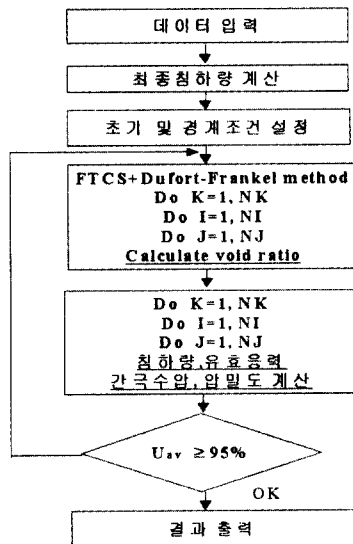 데이터 입력
최종침하량 계산
초기 및 경계조건 설정
FTCS+Dufort-Frankel method
Do K=1, NK
Do I=1, NI
Do J=1, NJ
Calculate void ratio
Do K=1, NK
Do I=1, NI
Do J=1, NJ
침하량,유효응력
간극수압,압밀도 계산
Uav ≥ 95%
OK
결과 출력